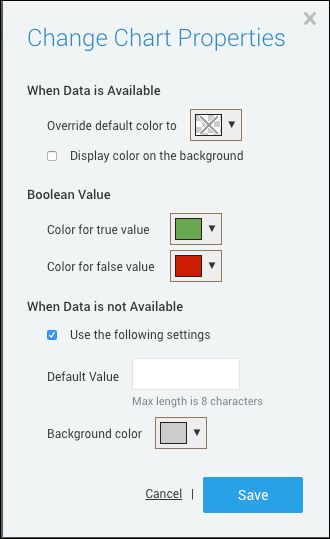 Change Chart Properties
When Data is Available
Override default color to
Display color on the background
Boolean Value
Color for true value
Color for false value
When Data is not Available
Use the following settings
Default Value
Max length is 8 characters
Background color
Cancel | Save